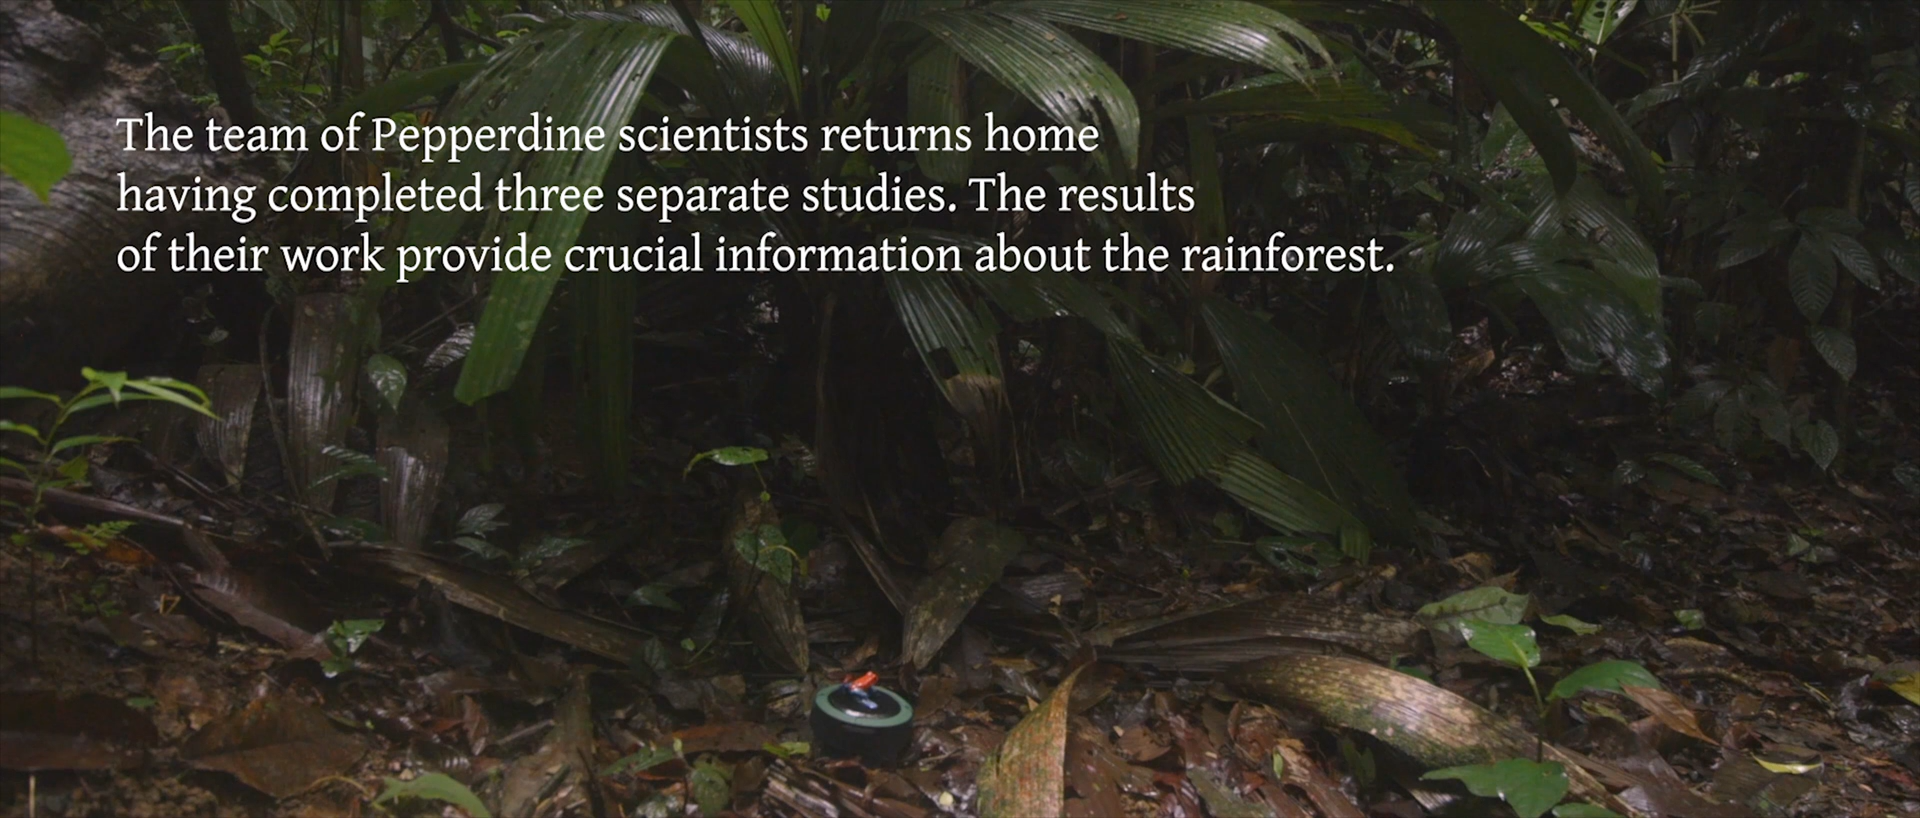 The team of Pepperdine scientists returns home
having completed three separate studies. The results
of their work provide crucial information about the rainforest.